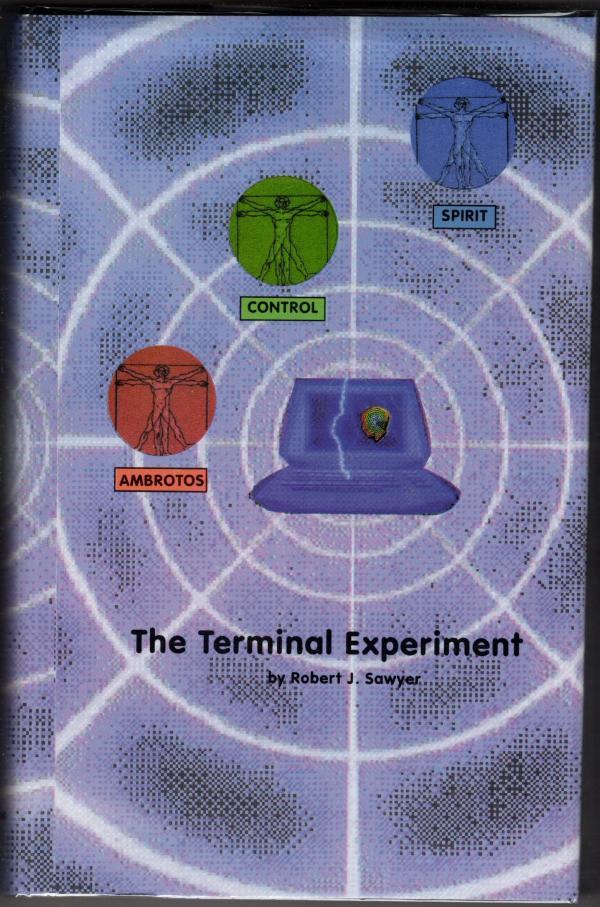 SPIRIT
CONTROL
AMBROTOS
The Terminal Experiment
by Robert J. Sawyer